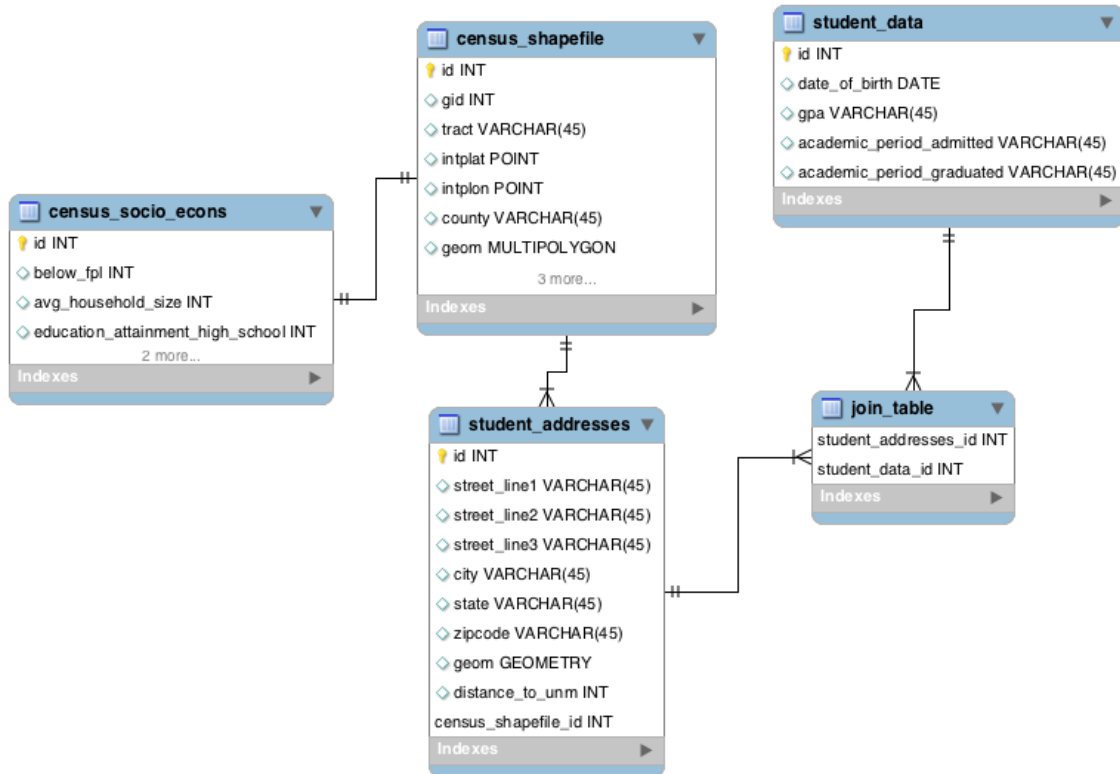 census_shapefile
id INT
gid INT
tract VARCHAR(45)
intplat POINT
intplon POINT
county VARCHAR(45)
geom MULTIPOLYGON
3 more...
Indexes
student_data
id INT
date_of_birth DATE
gpa VARCHAR(45)
academic_period_admitted VARCHAR(45)
academic_period_graduated VARCHAR(45)
Indexes
census_socio_econs
id INT
below_fpl INT
avg_household_size INT
education_attainment_high_school INT
2 more...
Indexes
student_addresses
id INT
street_line1 VARCHAR(45)
street_line2 VARCHAR(45)
street_line3 VARCHAR(45)
city VARCHAR(45)
state VARCHAR(45)
zipcode VARCHAR(45)
geom GEOMETRY
distance_to_unm INT
census_shapefile_id INT
Indexes
join_table
student_addresses_id INT
student_data_id INT
Indexes